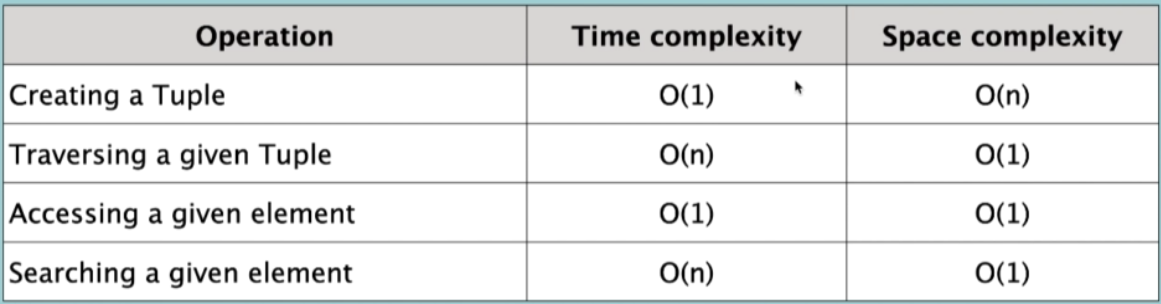 Operation Time complexity Space complexity
Creating a Tuple O(1) O(n)
Traversing a given Tuple O(n) O(1)
Accessing a given element O(1) O(1)
Searching a given element O(n) O(1)